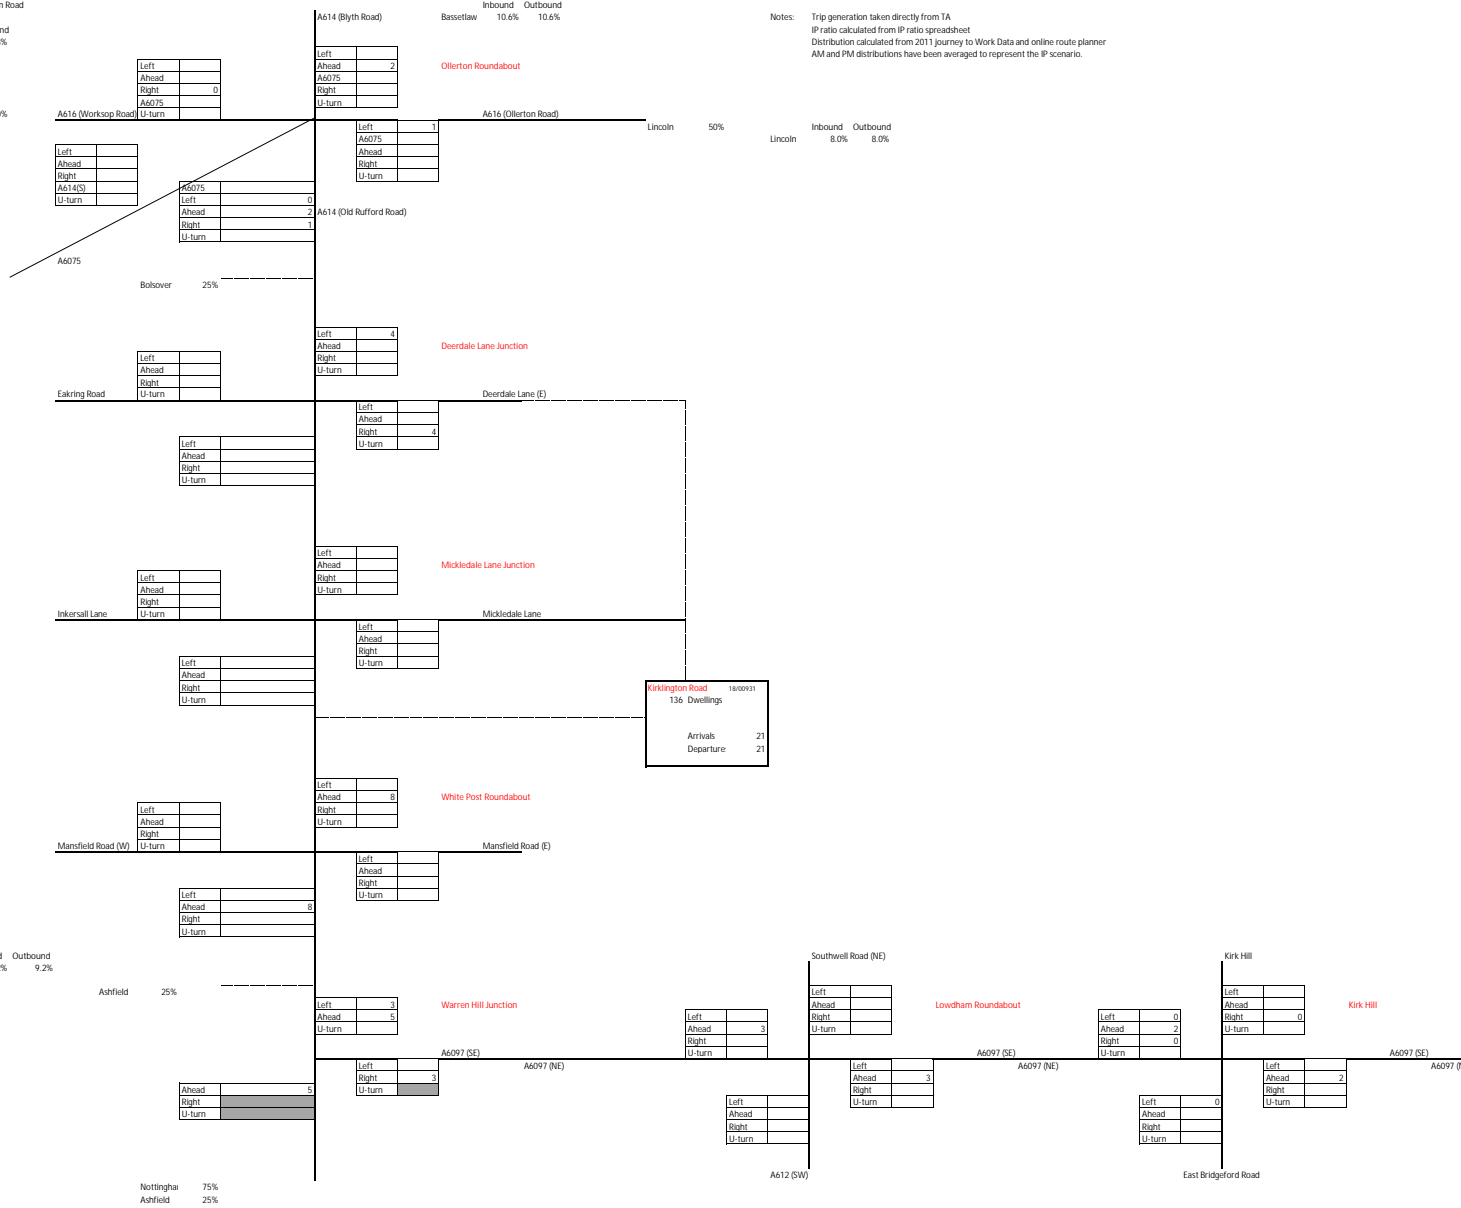 n Road
Inbound Outbound
A614 (Blyth Road)
Bassetlaw 10.6% 10.6%
Notes: Trip generation taken directly from TA
IP ratio calculated from IP ratio spreadsheet
Distribution calculated from 2011 journey to Work Data and online route planner
AM and PM distributions have been averaged to represent the IP scenario.
nd
%
Left
Ahead 2
A6075
Right
U-turn
Ollerton Roundabout
Left
Ahead
Right 0
A6075
U-turn
%
A616 (Worksop Road)
A616 (Ollerton Road)
Left 1
A6075
Ahead
Right
U-turn
Lincoln 50%
Inbound Outbound
Lincoln 8.0% 8.0%
Left
Ahead
Right
A614(S)
U-turn
A6075
Left 0
Ahead 2
Right 1
U-turn
A614 (Old Rufford Road)
A6075
Bolsover 25%
Left 4
Ahead
Right
U-turn
Deerdale Lane Junction
Left
Ahead
Right
U-turn
Eakring Road
Deerdale Lane (E)
Left
Ahead
Right 4
U-turn
Left
Ahead
Right
U-turn
Left
Ahead
Right
U-turn
Mickledale Lane Junction
Left
Ahead
Right
U-turn
Inkersall Lane
Mickledale Lane
Left
Ahead
Right
U-turn
Left
Ahead
Right
U-turn
Kirklington Road 18/00931
136 Dwellings
Arrivals 21
Departure: 21
Left
Ahead 8
Right
U-turn
White Post Roundabout
Left
Ahead
Right
U-turn
Mansfield Road (W)
Mansfield Road (E)
Left
Ahead
Right
U-turn
Left
Ahead 8
Right
U-turn
d Outbound
% 9.2%
Ashfield 25%
Left 3
Ahead 5
U-turn
Warren Hill Junction
A6097 (SE)
A6097 (NE)
Left
Right 3
U-turn
Ahead 5
Right
U-turn
Nottingha
75%
Ashfield 25%
Southwell Road (NE)
Left
Ahead
Right
U-turn
Lowdham Roundabout
Left
Ahead 3
Right
U-turn
A6097 (SE)
A6097 (NE)
Left
Ahead 3
Right
U-turn
Left
Ahead
Right
U-turn
A612 (SW)
Kirk Hill
Left
Ahead
Right 0
U-turn
Kirk Hill
Left 0
Ahead 2
Right 0
U-turn
A6097 (SE)
A6097 (
Left
Ahead 2
Right
U-turn
Left 0
Ahead
Right
U-turn
East Bridgeford Road